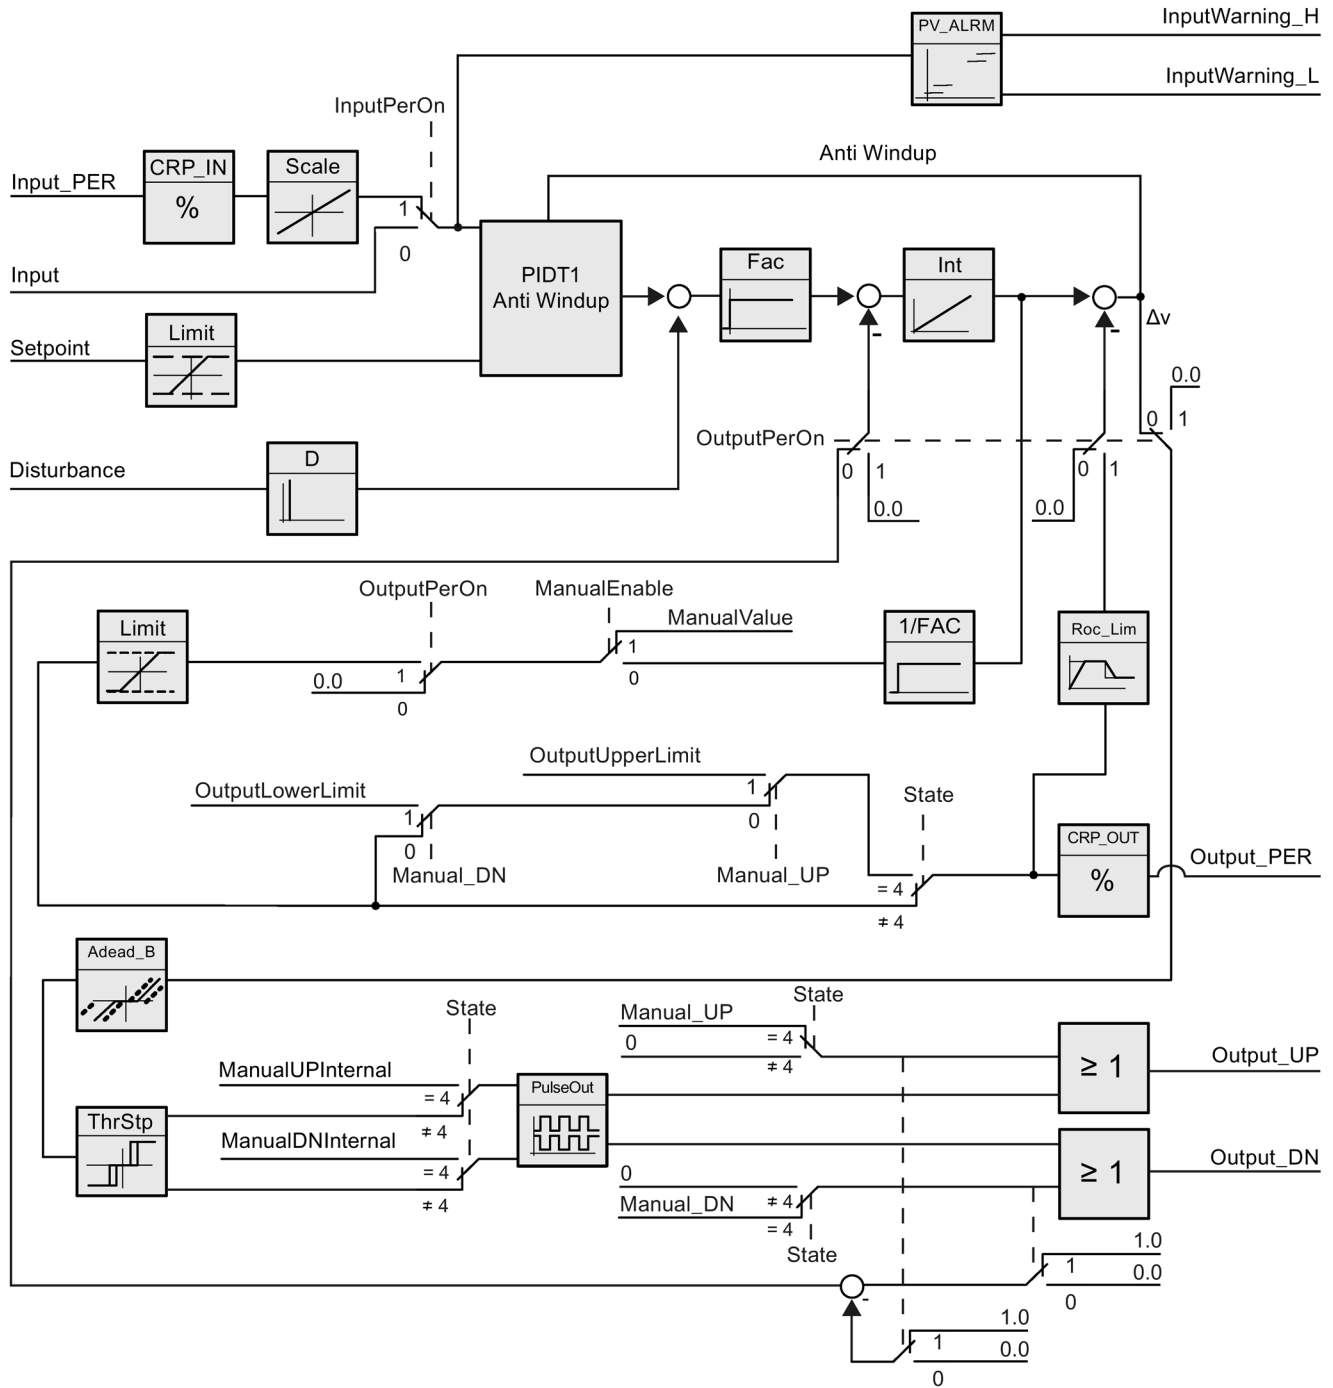 PV_ALRM
InputWarning_H
InputWarning_L
InputPerOn
Anti Windup
Input_PER
CRP_IN
%
Scale
1
0
Input
PIDT1
Anti Windup
Fac
Int
Δv
Setpoint
Limit
-
-
0.0
0
1
OutputPerOn
Disturbance
D
0
1
0.0
0
1
0.0
OutputPerOn
ManualEnable
ManualValue
Limit
1/FAC
Roc_Lim
0.0
1
0
1
0
OutputUpperLimit
OutputLowerLimit
1
0
1
0
State
Manual_DN
Manual_UP
= 4
≠ 4
CRP_OUT
%
Output_PER
Adead_B
State
State
Manual_UP
0
= 4
≠ 4
≥ 1
Output_UP
ManualUPInternal
= 4
≠ 4
PulseOut
ThrStp
ManualDNInternal
= 4
≠ 4
0
Manual_DN
≠ 4
= 4
State
≥ 1
Output_DN
1.0
1
0.0
0
-
1.0
1
0.0
0